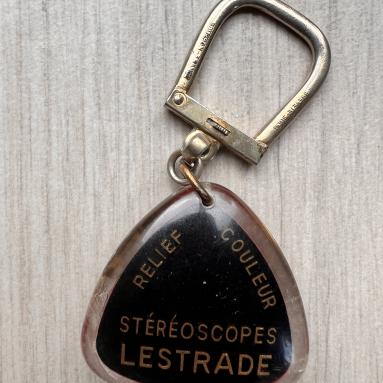 RELIEF
COULEUR
STÉRÉOSCOPES
LESTRADE